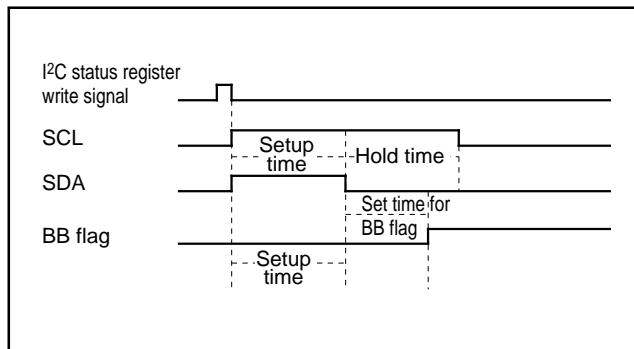 I²C status register
write signal
SCL
Setup
time
Hold time
SDA
Set time for
BB flag
BB flag
Setup
time